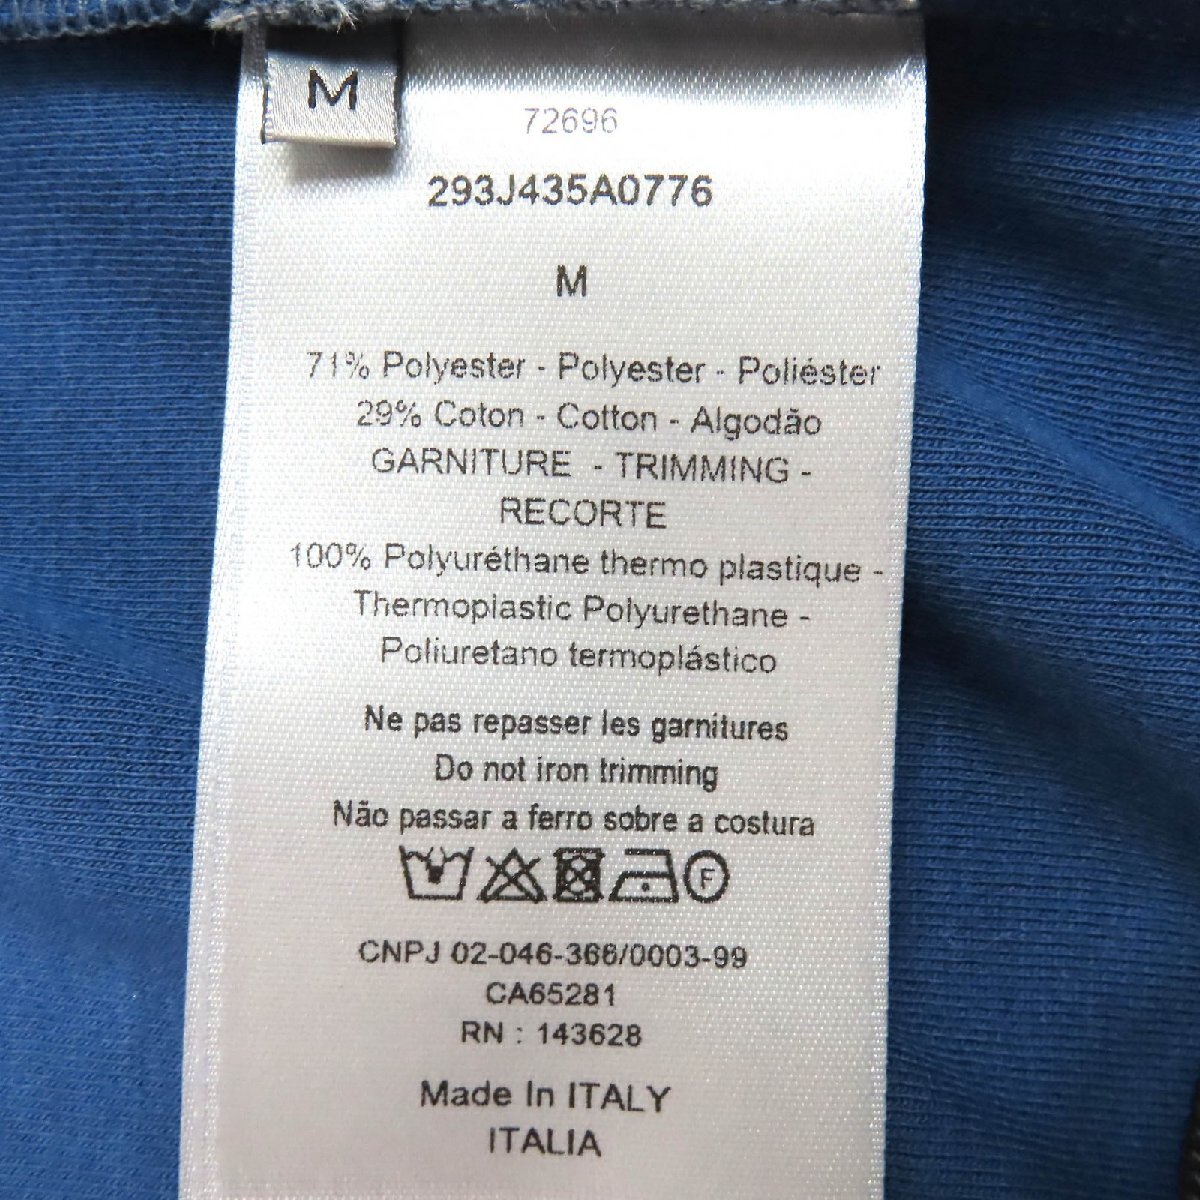 M
72696
293J435A0776
M
71% Polyester - Polyester - Poliéster
29% Coton - Cotton - Algodão
GARNITURE - TRIMMING -
RECORTE
100% Polyuréthane thermo plastique -
Thermoplastic Polyurethane -
Poliuretano termoplástico
Ne pas repasser les garnitures
Do not iron trimming
Não passar a ferro sobre a costura
F
CNPJ 02-046-366/0003-99
CA65281
RN : 143628
Made In ITALY
ITALIA